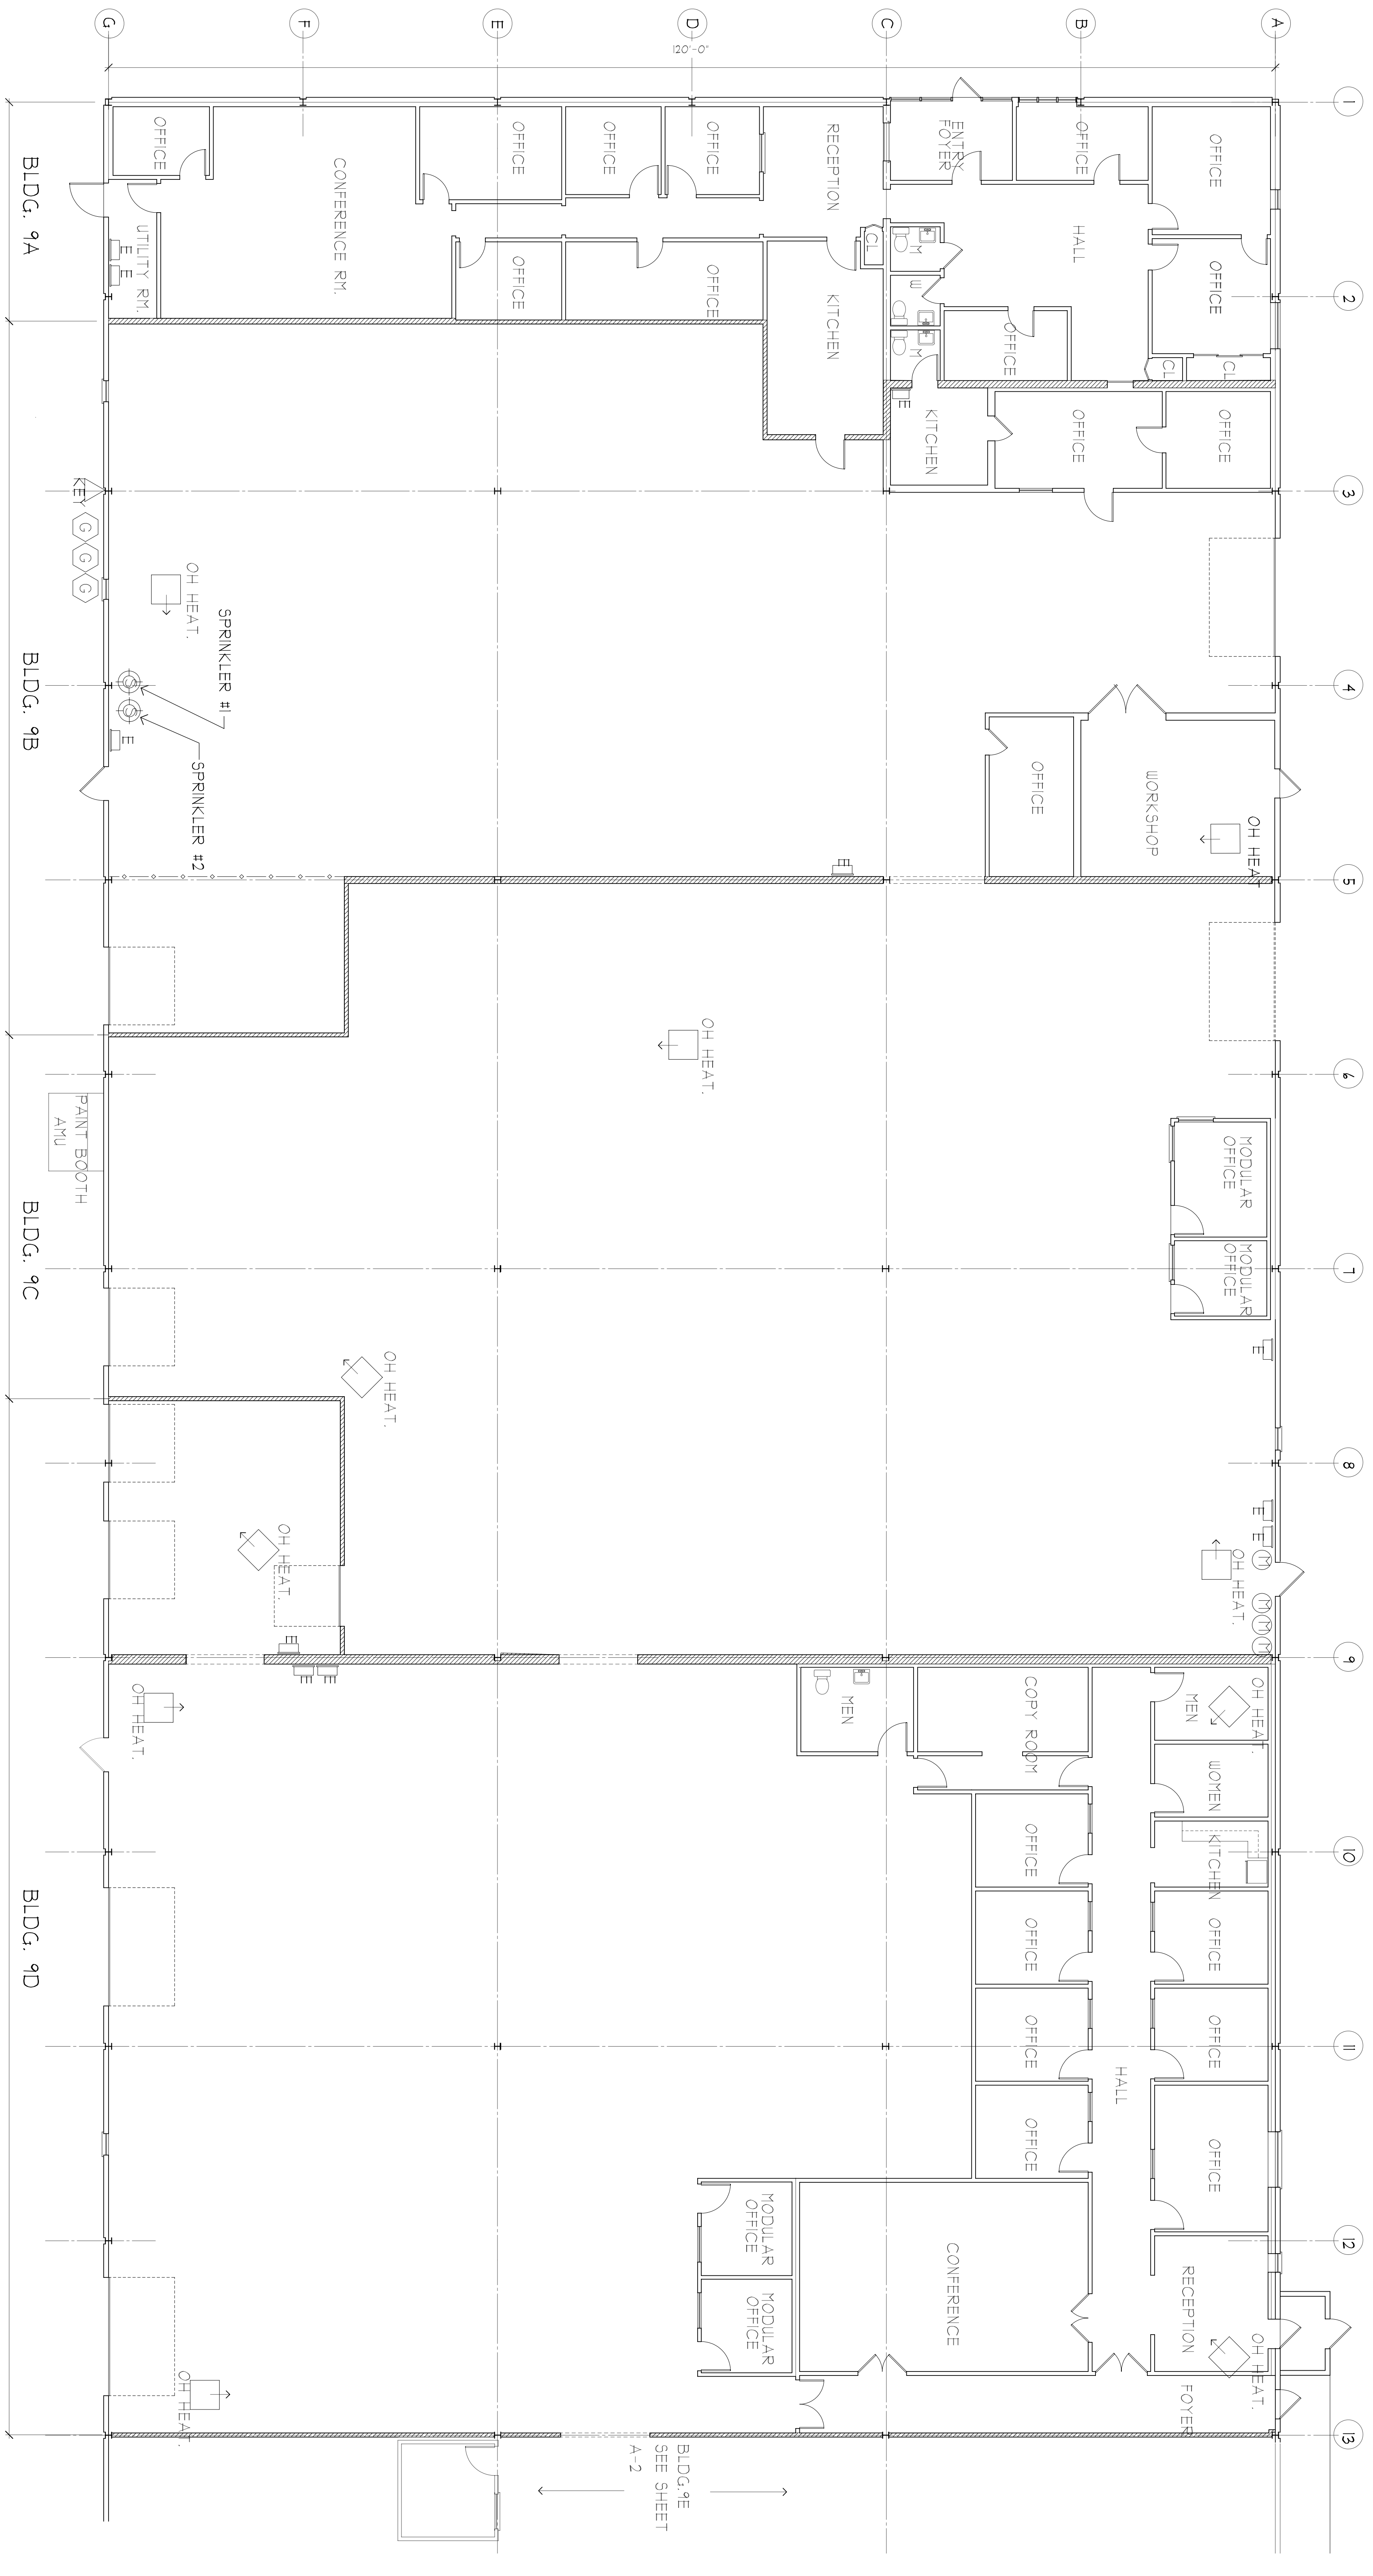 G
F
E
D
C
B
A
120'-0"
1
2
3
4
5
6
7
8
9
10
11
12
13
BLDG. 9A
BLDG. 9B
BLDG. 9C
BLDG. 9D
OFFICE
CONFERENCE RM.
OFFICE
OFFICE
OFFICE
RECEPTION
ENTRY
FOYER
OFFICE
OFFICE
UTILITY RM.
E
E
OFFICE
OFFICE
KITCHEN
CL
M
W
M
HALL
OFFICE
OFFICE
CL
CL
E
KITCHEN
OFFICE
OFFICE
KEY
G
G
G
OH HEAT.
SPRINKLER #1
SPRINKLER #2
S
S
E
OFFICE
WORKSHOP
OH HEAT.
E
OH HEAT.
PAINT BOOTH
AMU
MODULAR
OFFICE
MODULAR
OFFICE
E
OH HEAT.
OH HEAT.
E
E
M
M
M
M
OH HEAT.
E
E
E
OH HEAT.
MEN
COPY ROOM
MEN
OH HEAT.
WOMEN
KITCHEN
OFFICE
OFFICE
OFFICE
OFFICE
OFFICE
HALL
OFFICE
OFFICE
MODULAR
OFFICE
MODULAR
OFFICE
CONFERENCE
RECEPTION
OH HEAT.
FOYER
OH HEAT.
BLDG.9E
SEE SHEET
A-2